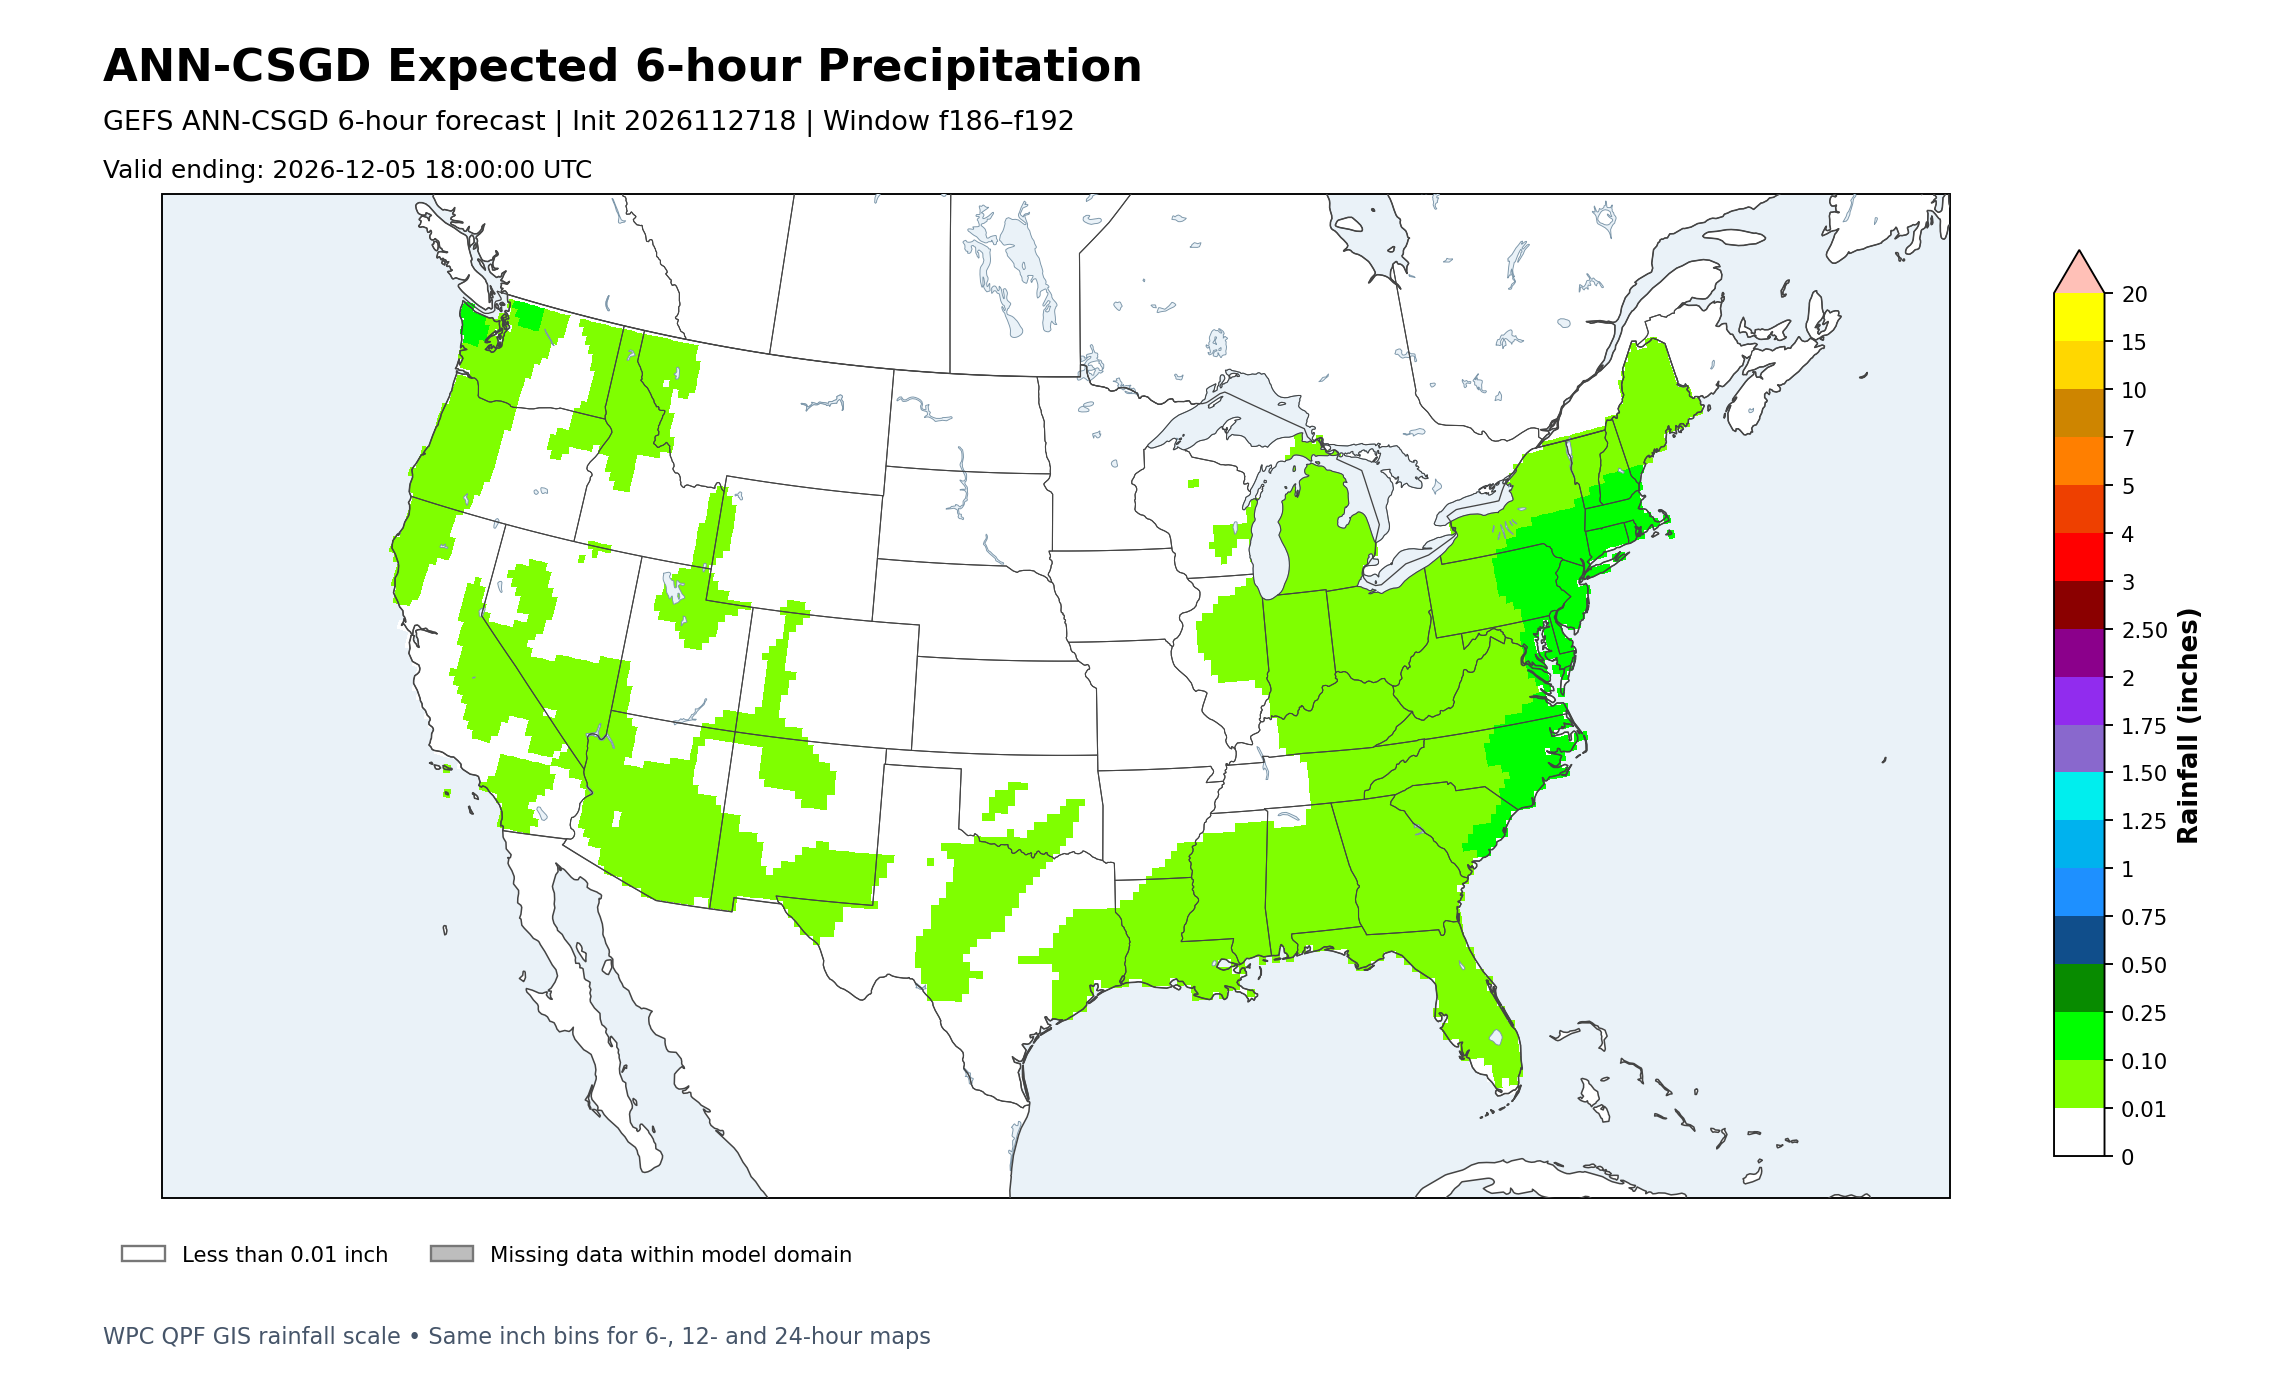 ANN-CSGD Expected 6-hour Precipitation
GEFS ANN-CSGD 6-hour forecast | Init 2026112718 | Window f186–f192
Valid ending: 2026-12-05 18:00:00 UTC
20
15
10
7
5
4
3
2.50
2
1.75
1.50
1.25
1
0.75
0.50
0.25
0.10
0.01
0
Rainfall (inches)
Less than 0.01 inch
Missing data within model domain
WPC QPF GIS rainfall scale • Same inch bins for 6-, 12- and 24-hour maps